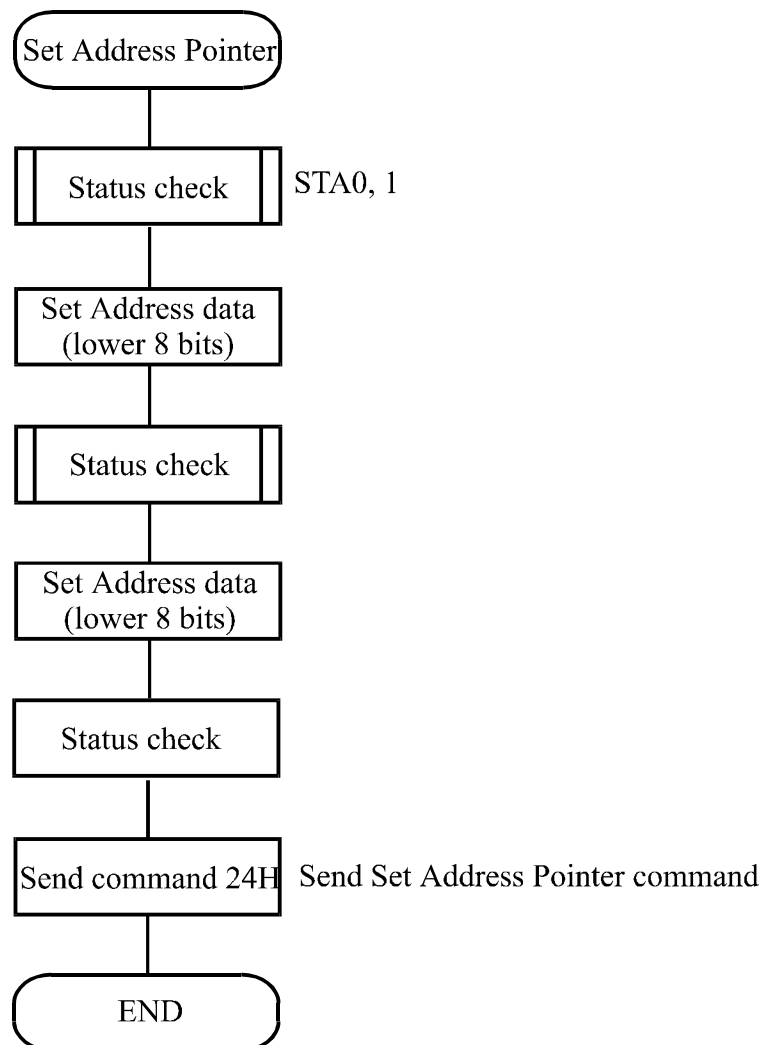 Set Address Pointer
Status check
STA0, 1
Set Address data
(lower 8 bits)
Status check
Set Address data
(lower 8 bits)
Status check
Send command 24H
Send Set Address Pointer command
END